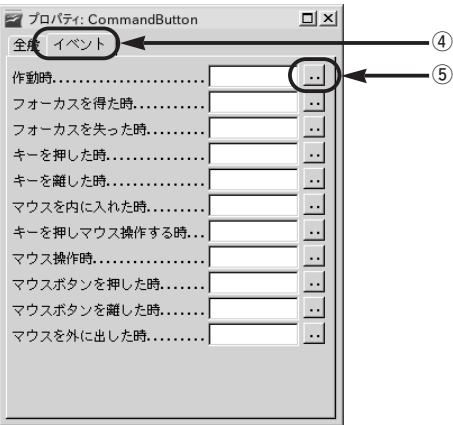 プロパティ: CommandButton
全般 イベント
④
作動時......................
⑤
フォーカスを得た時.........
フォーカスを失った時.......
キーを押した時.............
キーを離した時.............
マウスを内に入れた時........
キーを押しマウス操作する時...
マウス操作時................
マウスボタンを押した時.......
マウスボタンを離した時.......
マウスを外に出した時.........